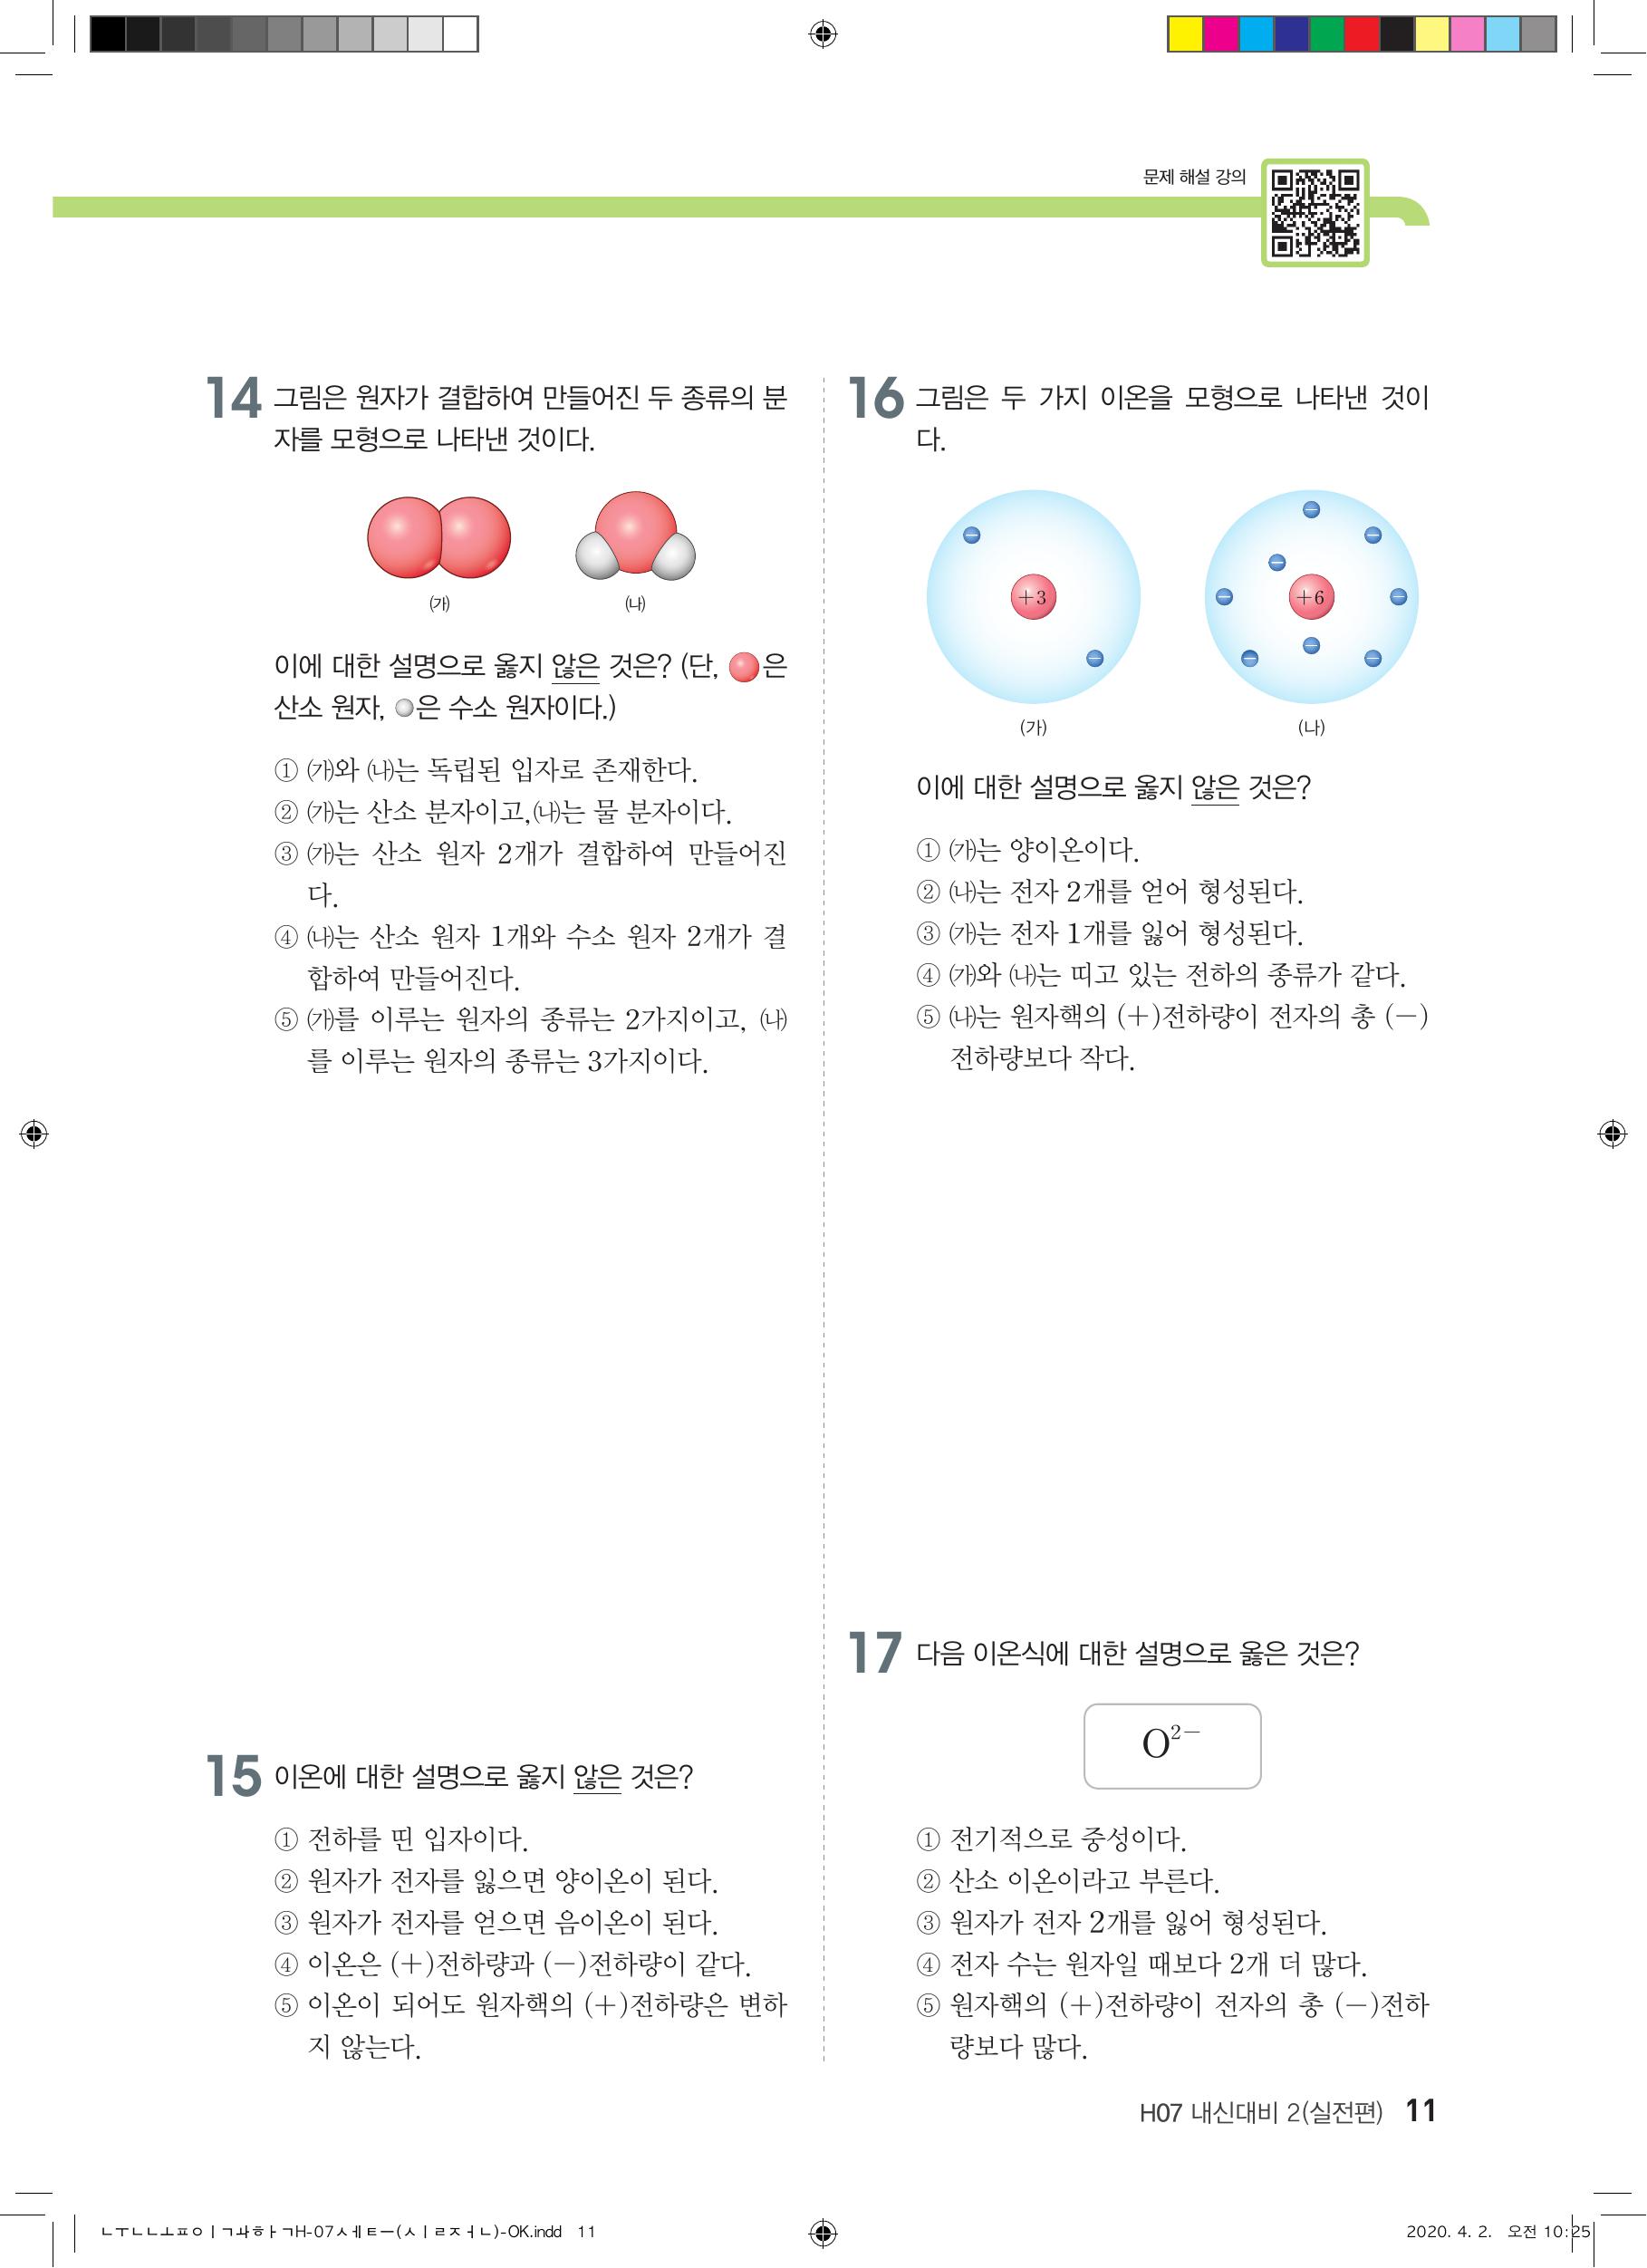 문제 해설 강의
14 그림은 원자가 결합하여 만들어진 두 종류의 분
자를 모형으로 나타낸 것이다.
(가) (나)
이에 대한 설명으로 옳지 않은 것은? (단, 은
산소 원자, 은 수소 원자이다.)
① ㈎와 ㈏는 독립된 입자로 존재한다.
② ㈎는 산소 분자이고,㈏는 물 분자이다.
③ ㈎는 산소 원자 2개가 결합하여 만들어진
다.
④ ㈏는 산소 원자 1개와 수소 원자 2개가 결
합하여 만들어진다.
⑤ ㈎를 이루는 원자의 종류는 2가지이고, ㈏
를 이루는 원자의 종류는 3가지이다.
15 이온에 대한 설명으로 옳지 않은 것은?
① 전하를 띤 입자이다.
② 원자가 전자를 잃으면 양이온이 된다.
③ 원자가 전자를 얻으면 음이온이 된다.
④ 이온은 (+)전하량과 (-)전하량이 같다.
⑤ 이온이 되어도 원자핵의 (+)전하량은 변하
지 않는다.
16 그림은 두 가지 이온을 모형으로 나타낸 것이
다.
+3 +6
(가) (나)
이에 대한 설명으로 옳지 않은 것은?
① ㈎는 양이온이다.
② ㈏는 전자 2개를 얻어 형성된다.
③ ㈎는 전자 1개를 잃어 형성된다.
④ ㈎와 ㈏는 띠고 있는 전하의 종류가 같다.
⑤ ㈏는 원자핵의 (+)전하량이 전자의 총 (-)
전하량보다 작다.
17 다음 이온식에 대한 설명으로 옳은 것은?
O²⁻
① 전기적으로 중성이다.
② 산소 이온이라고 부른다.
③ 원자가 전자 2개를 잃어 형성된다.
④ 전자 수는 원자일 때보다 2개 더 많다.
⑤ 원자핵의 (+)전하량이 전자의 총 (-)전하
량보다 많다.
H07 내신대비 2(실전편) 11
ㄴㅜㄴㄴㅗㅍㅇㅣㄱㅘㅎㅏㄱH-07ㅅㅔㅌㅡ(ㅅㅣㄹㅈㅓㄴ)-OK.indd 11
2020. 4. 2. 오전 10:25